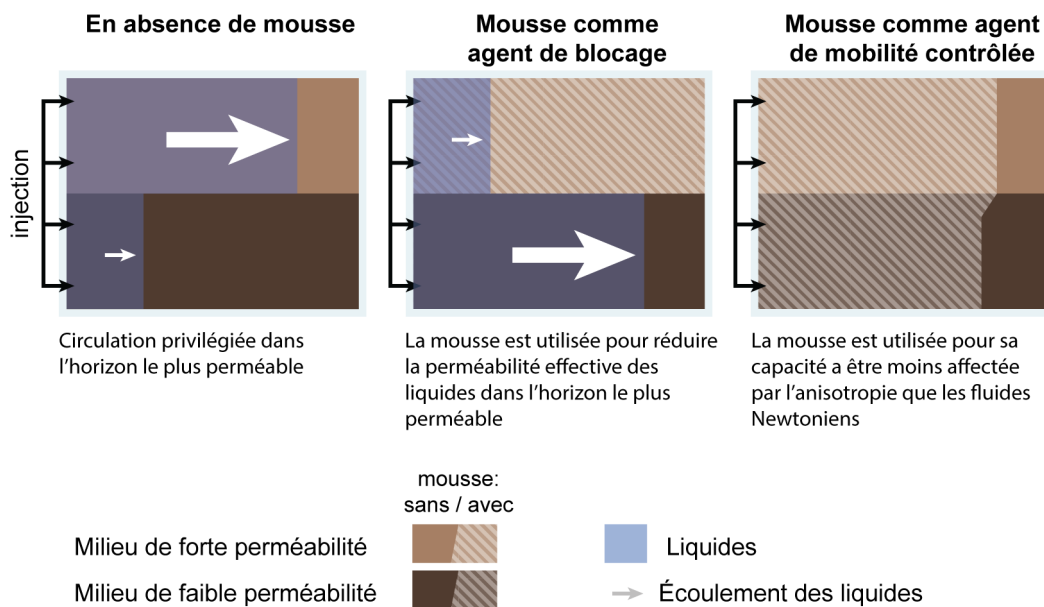 En absence de mousse
Mousse comme
agent de blocage
Mousse comme agent
de mobilité contrôlée
injection
Circulation privilégiée dans
l'horizon le plus perméable
La mousse est utilisée pour réduire
la perméabilité effective des
liquides dans l'horizon le plus
perméable
La mousse est utilisée pour sa
capacité a être moins affectée
par l'anisotropie que les fluides
Newtoniens
mousse:
sans / avec
Milieu de forte perméabilité
Liquides
Milieu de faible perméabilité
Écoulement des liquides